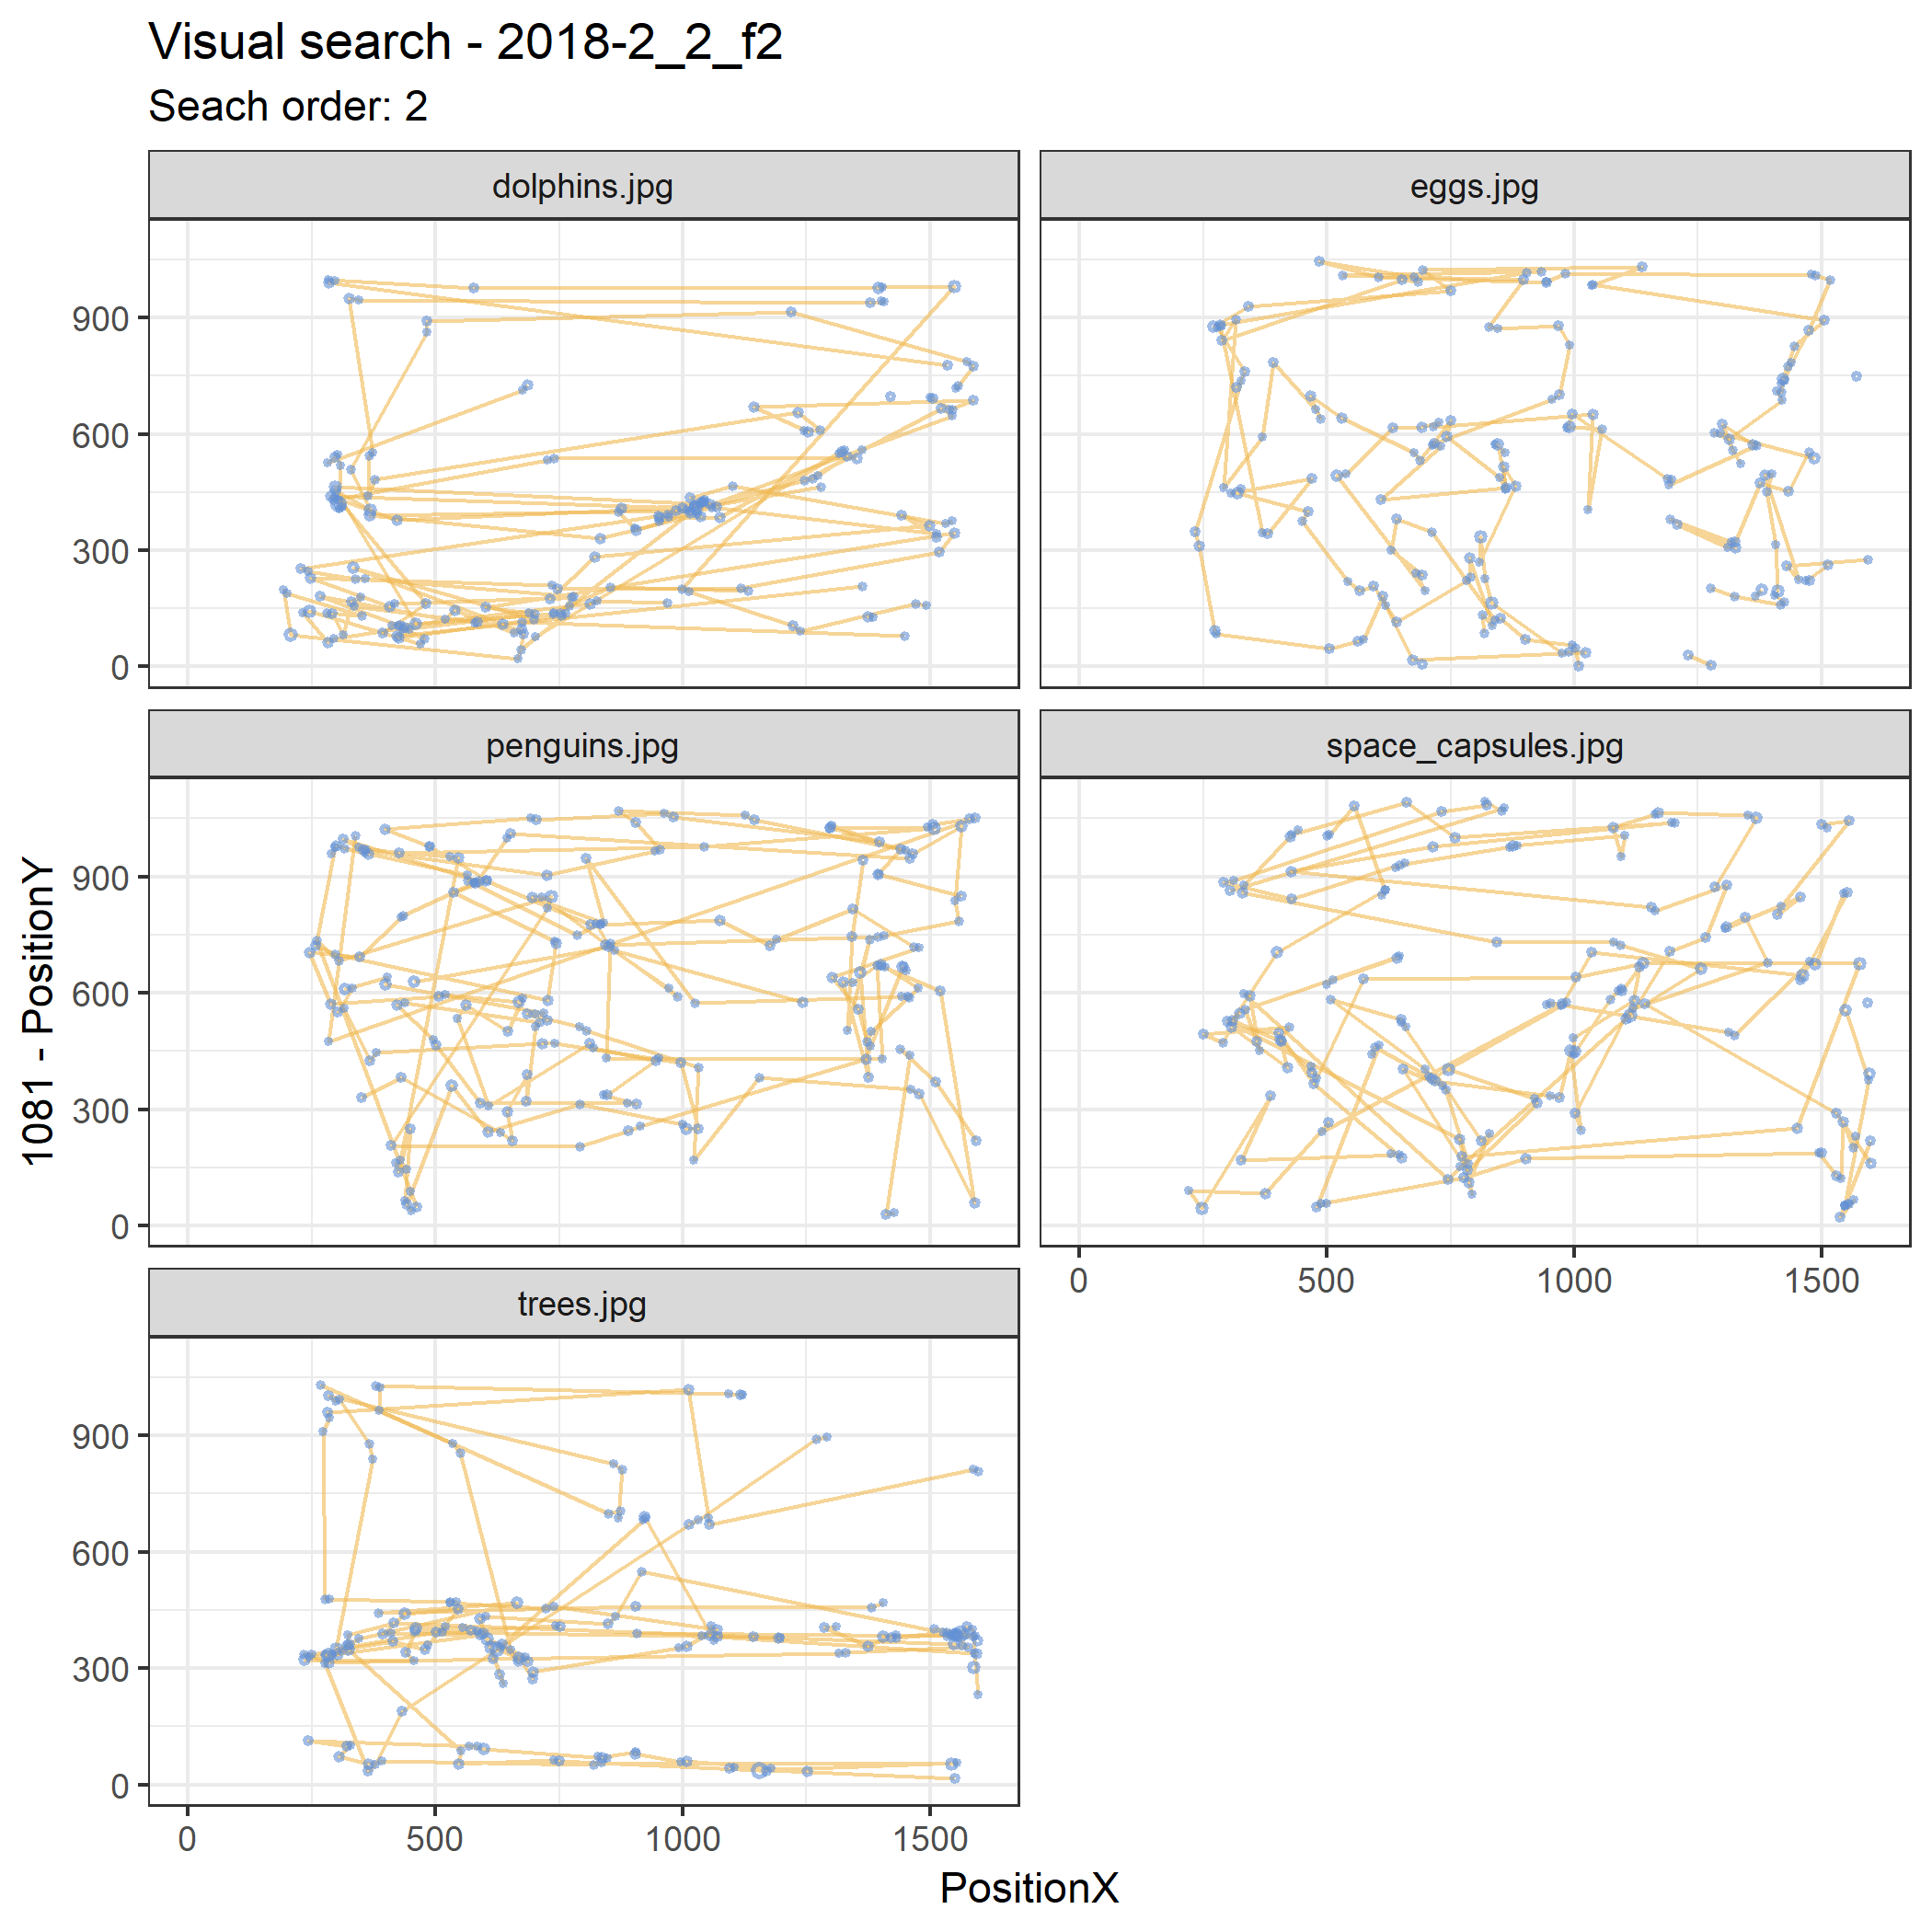 Visual search - 2018-2_2_f2
Seach order: 2
dolphins.jpg
eggs.jpg
900
600
300
0
penguins.jpg
space_capsules.jpg
900
600
300
0
0 500 1000 1500
trees.jpg
900
600
300
0
0 500 1000 1500
PositionX
1081 - PositionY